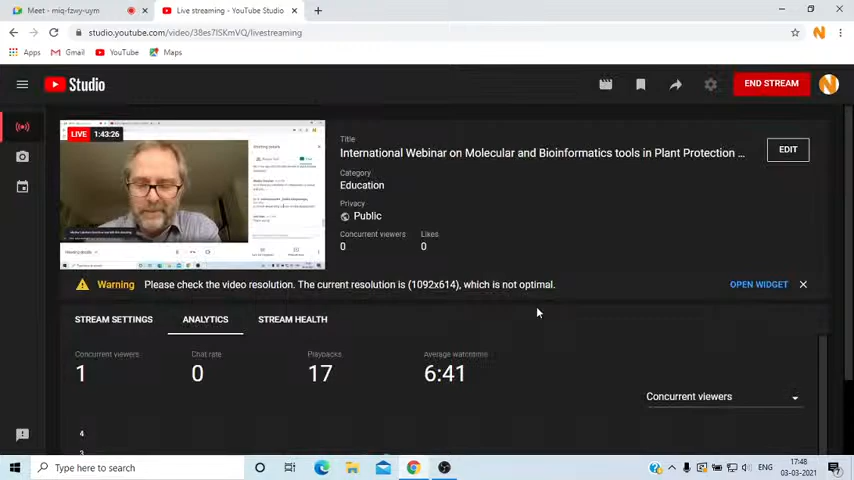 Meet - miq-fzwy-uym
Live streaming - YouTube Studio
studio.youtube.com/video/38es7ISKmVQ/livestreaming
Apps Gmail YouTube Maps
Studio
END STREAM
LIVE 1:43:26
Title
International Webinar on Molecular and Bioinformatics tools in Plant Protection ...
EDIT
Category
Education
Privacy
Public
Concurrent viewers Likes
0 0
Warning Please check the video resolution. The current resolution is (1092x614), which is not optimal.
OPEN WIDGET
STREAM SETTINGS ANALYTICS STREAM HEALTH
Concurrent viewers Chat rate Playbacks Average watchtime
1 0 17 6:41
Concurrent viewers
4
3
Type here to search
ENG
17:48
03-03-2021